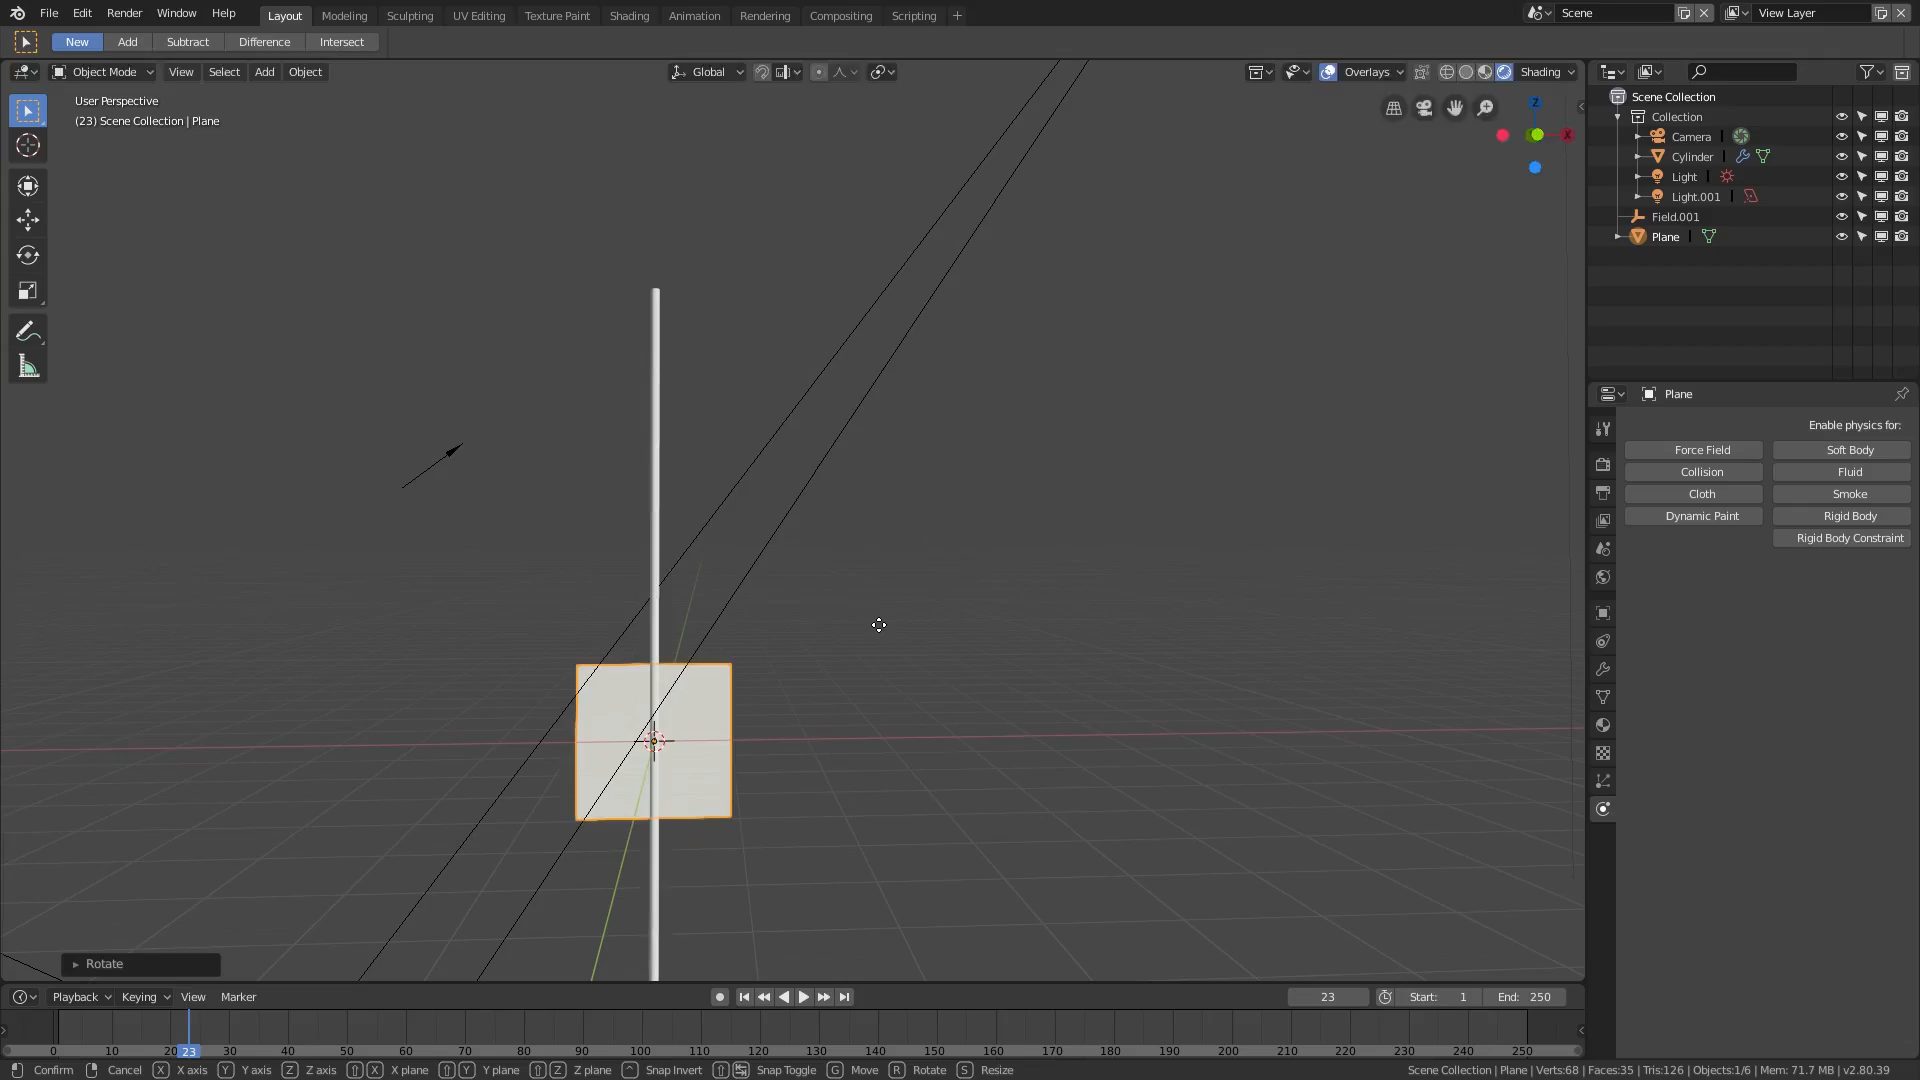 File Edit Render Window Help Layout Modeling Sculpting UV Editing Texture Paint Shading Animation Rendering Compositing Scripting + Scene View Layer
New Add Subtract Difference Intersect
Object Mode View Select Add Object Global Overlays Shading
User Perspective
(23) Scene Collection | Plane
Z
X
Scene Collection
Collection
Camera
Cylinder
Light
Light.001
Field.001
Plane
Plane
Enable physics for:
Force Field Soft Body
Collision Fluid
Cloth Smoke
Dynamic Paint Rigid Body
Rigid Body Constraint
Rotate
Playback Keying View Marker 23 Start: 1 End: 250
0 10 20 23 30 40 50 60 70 80 90 100 110 120 130 140 150 160 170 180 190 200 210 220 230 240 250
Confirm Cancel X X axis Y Y axis Z Z axis X X plane Y Y plane Z Z plane ^ Snap Invert Snap Toggle G Move R Rotate S Resize Scene Collection | Plane | Verts:68 | Faces:35 | Tris:126 | Objects:1/6 | Mem: 71.7 MB | v2.80.39